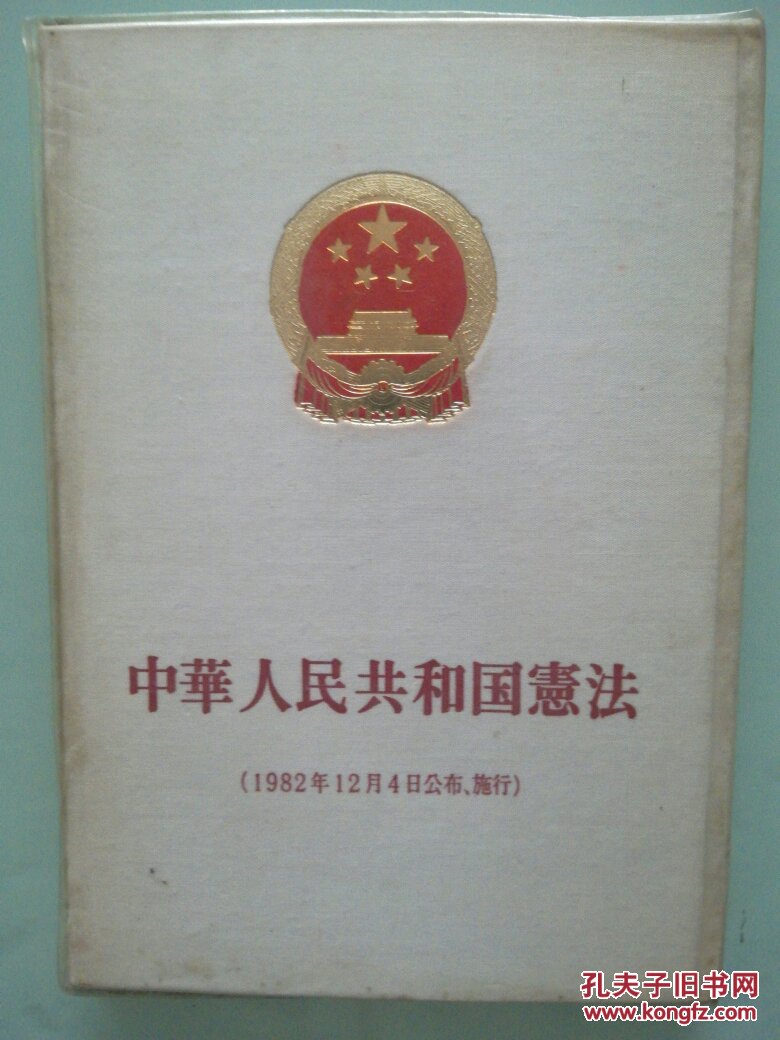 中華人民共和国憲法
(1982年12月4日公布、施行)
孔夫子旧书网
www.kongfz.com